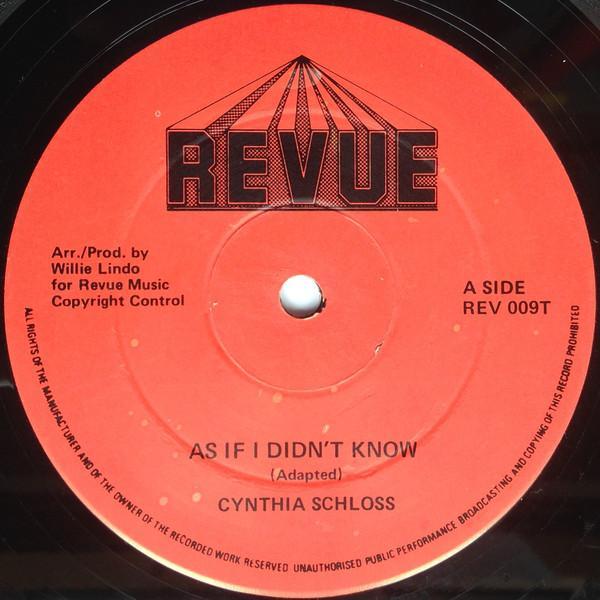 REVUE
Arr./Prod. by
Willie Lindo
for Revue Music
Copyright Control
A SIDE
REV 009T
AS IF I DIDN'T KNOW
(Adapted)
CYNTHIA SCHLOSS
ALL RIGHTS OF THE MANUFACTURER AND OF THE OWNER OF THE RECORDED WORK RESERVED UNAUTHORISED PUBLIC PERFORMANCE BROADCASTING AND COPYING OF THIS RECORD PROHIBITED